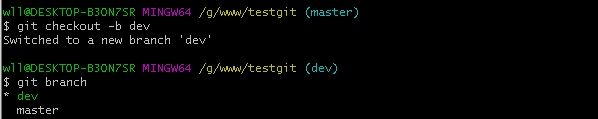 wll@DESKTOP-B3ON7SR MINGW64 /g/www/testgit (master)
$ git checkout -b dev
Switched to a new branch 'dev'
wll@DESKTOP-B3ON7SR MINGW64 /g/www/testgit (dev)
$ git branch
* dev
master